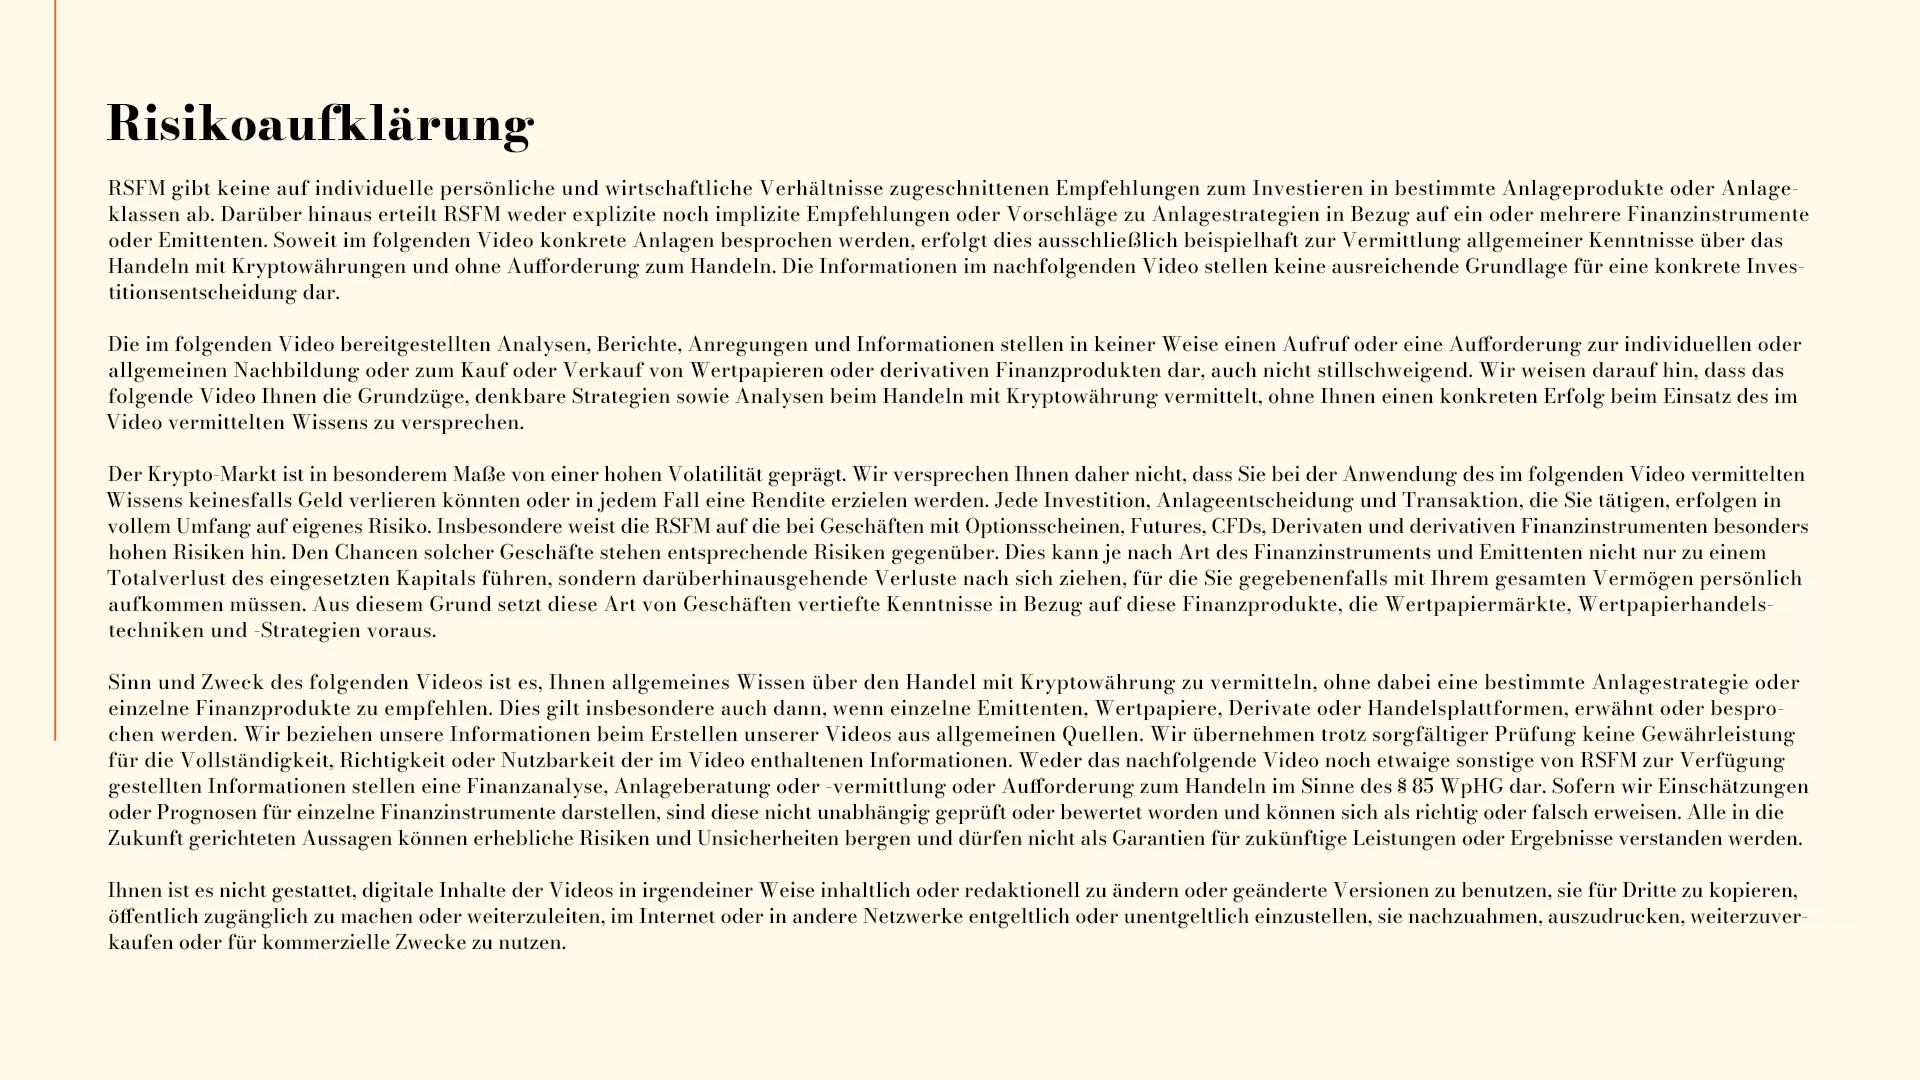 Risikoaufklärung
RSFM gibt keine auf individuelle persönliche und wirtschaftliche Verhältnisse zugeschnittenen Empfehlungen zum Investieren in bestimmte Anlageprodukte oder Anlage-
klassen ab. Darüber hinaus erteilt RSFM weder explizite noch implizite Empfehlungen oder Vorschläge zu Anlagestrategien in Bezug auf ein oder mehrere Finanzinstrumente
oder Emittenten. Soweit im folgenden Video konkrete Anlagen besprochen werden, erfolgt dies ausschließlich beispielhaft zur Vermittlung allgemeiner Kenntnisse über das
Handeln mit Kryptowährungen und ohne Aufforderung zum Handeln. Die Informationen im nachfolgenden Video stellen keine ausreichende Grundlage für eine konkrete Inves-
titionsentscheidung dar.
Die im folgenden Video bereitgestellten Analysen, Berichte, Anregungen und Informationen stellen in keiner Weise einen Aufruf oder eine Aufforderung zur individuellen oder
allgemeinen Nachbildung oder zum Kauf oder Verkauf von Wertpapieren oder derivativen Finanzprodukten dar, auch nicht stillschweigend. Wir weisen darauf hin, dass das
folgende Video Ihnen die Grundzüge, denkbare Strategien sowie Analysen beim Handeln mit Kryptowährung vermittelt, ohne Ihnen einen konkreten Erfolg beim Einsatz des im
Video vermittelten Wissens zu versprechen.
Der Krypto-Markt ist in besonderem Maße von einer hohen Volatilität geprägt. Wir versprechen Ihnen daher nicht, dass Sie bei der Anwendung des im folgenden Video vermittelten
Wissens keinesfalls Geld verlieren könnten oder in jedem Fall eine Rendite erzielen werden. Jede Investition, Anlageentscheidung und Transaktion, die Sie tätigen, erfolgen in
vollem Umfang auf eigenes Risiko. Insbesondere weist die RSFM auf die bei Geschäften mit Optionsscheinen, Futures, CFDs, Derivaten und derivativen Finanzinstrumenten besonders
hohen Risiken hin. Den Chancen solcher Geschäfte stehen entsprechende Risiken gegenüber. Dies kann je nach Art des Finanzinstruments und Emittenten nicht nur zu einem
Totalverlust des eingesetzten Kapitals führen, sondern darüberhinausgehende Verluste nach sich ziehen, für die Sie gegebenenfalls mit Ihrem gesamten Vermögen persönlich
aufkommen müssen. Aus diesem Grund setzt diese Art von Geschäften vertiefte Kenntnisse in Bezug auf diese Finanzprodukte, die Wertpapiermärkte, Wertpapierhandels-
techniken und -Strategien voraus.
Sinn und Zweck des folgenden Videos ist es, Ihnen allgemeines Wissen über den Handel mit Kryptowährung zu vermitteln, ohne dabei eine bestimmte Anlagestrategie oder
einzelne Finanzprodukte zu empfehlen. Dies gilt insbesondere auch dann, wenn einzelne Emittenten, Wertpapiere, Derivate oder Handelsplattformen, erwähnt oder bespro-
chen werden. Wir beziehen unsere Informationen beim Erstellen unserer Videos aus allgemeinen Quellen. Wir übernehmen trotz sorgfältiger Prüfung keine Gewährleistung
für die Vollständigkeit, Richtigkeit oder Nutzbarkeit der im Video enthaltenen Informationen. Weder das nachfolgende Video noch etwaige sonstige von RSFM zur Verfügung
gestellten Informationen stellen eine Finanzanalyse, Anlageberatung oder -vermittlung oder Aufforderung zum Handeln im Sinne des § 85 WpHG dar. Sofern wir Einschätzungen
oder Prognosen für einzelne Finanzinstrumente darstellen, sind diese nicht unabhängig geprüft oder bewertet worden und können sich als richtig oder falsch erweisen. Alle in die
Zukunft gerichteten Aussagen können erhebliche Risiken und Unsicherheiten bergen und dürfen nicht als Garantien für zukünftige Leistungen oder Ergebnisse verstanden werden.
Ihnen ist es nicht gestattet, digitale Inhalte der Videos in irgendeiner Weise inhaltlich oder redaktionell zu ändern oder geänderte Versionen zu benutzen, sie für Dritte zu kopieren,
öffentlich zugänglich zu machen oder weiterzuleiten, im Internet oder in andere Netzwerke entgeltlich oder unentgeltlich einzustellen, sie nachzuahmen, auszudrucken, weiterzuver-
kaufen oder für kommerzielle Zwecke zu nutzen.